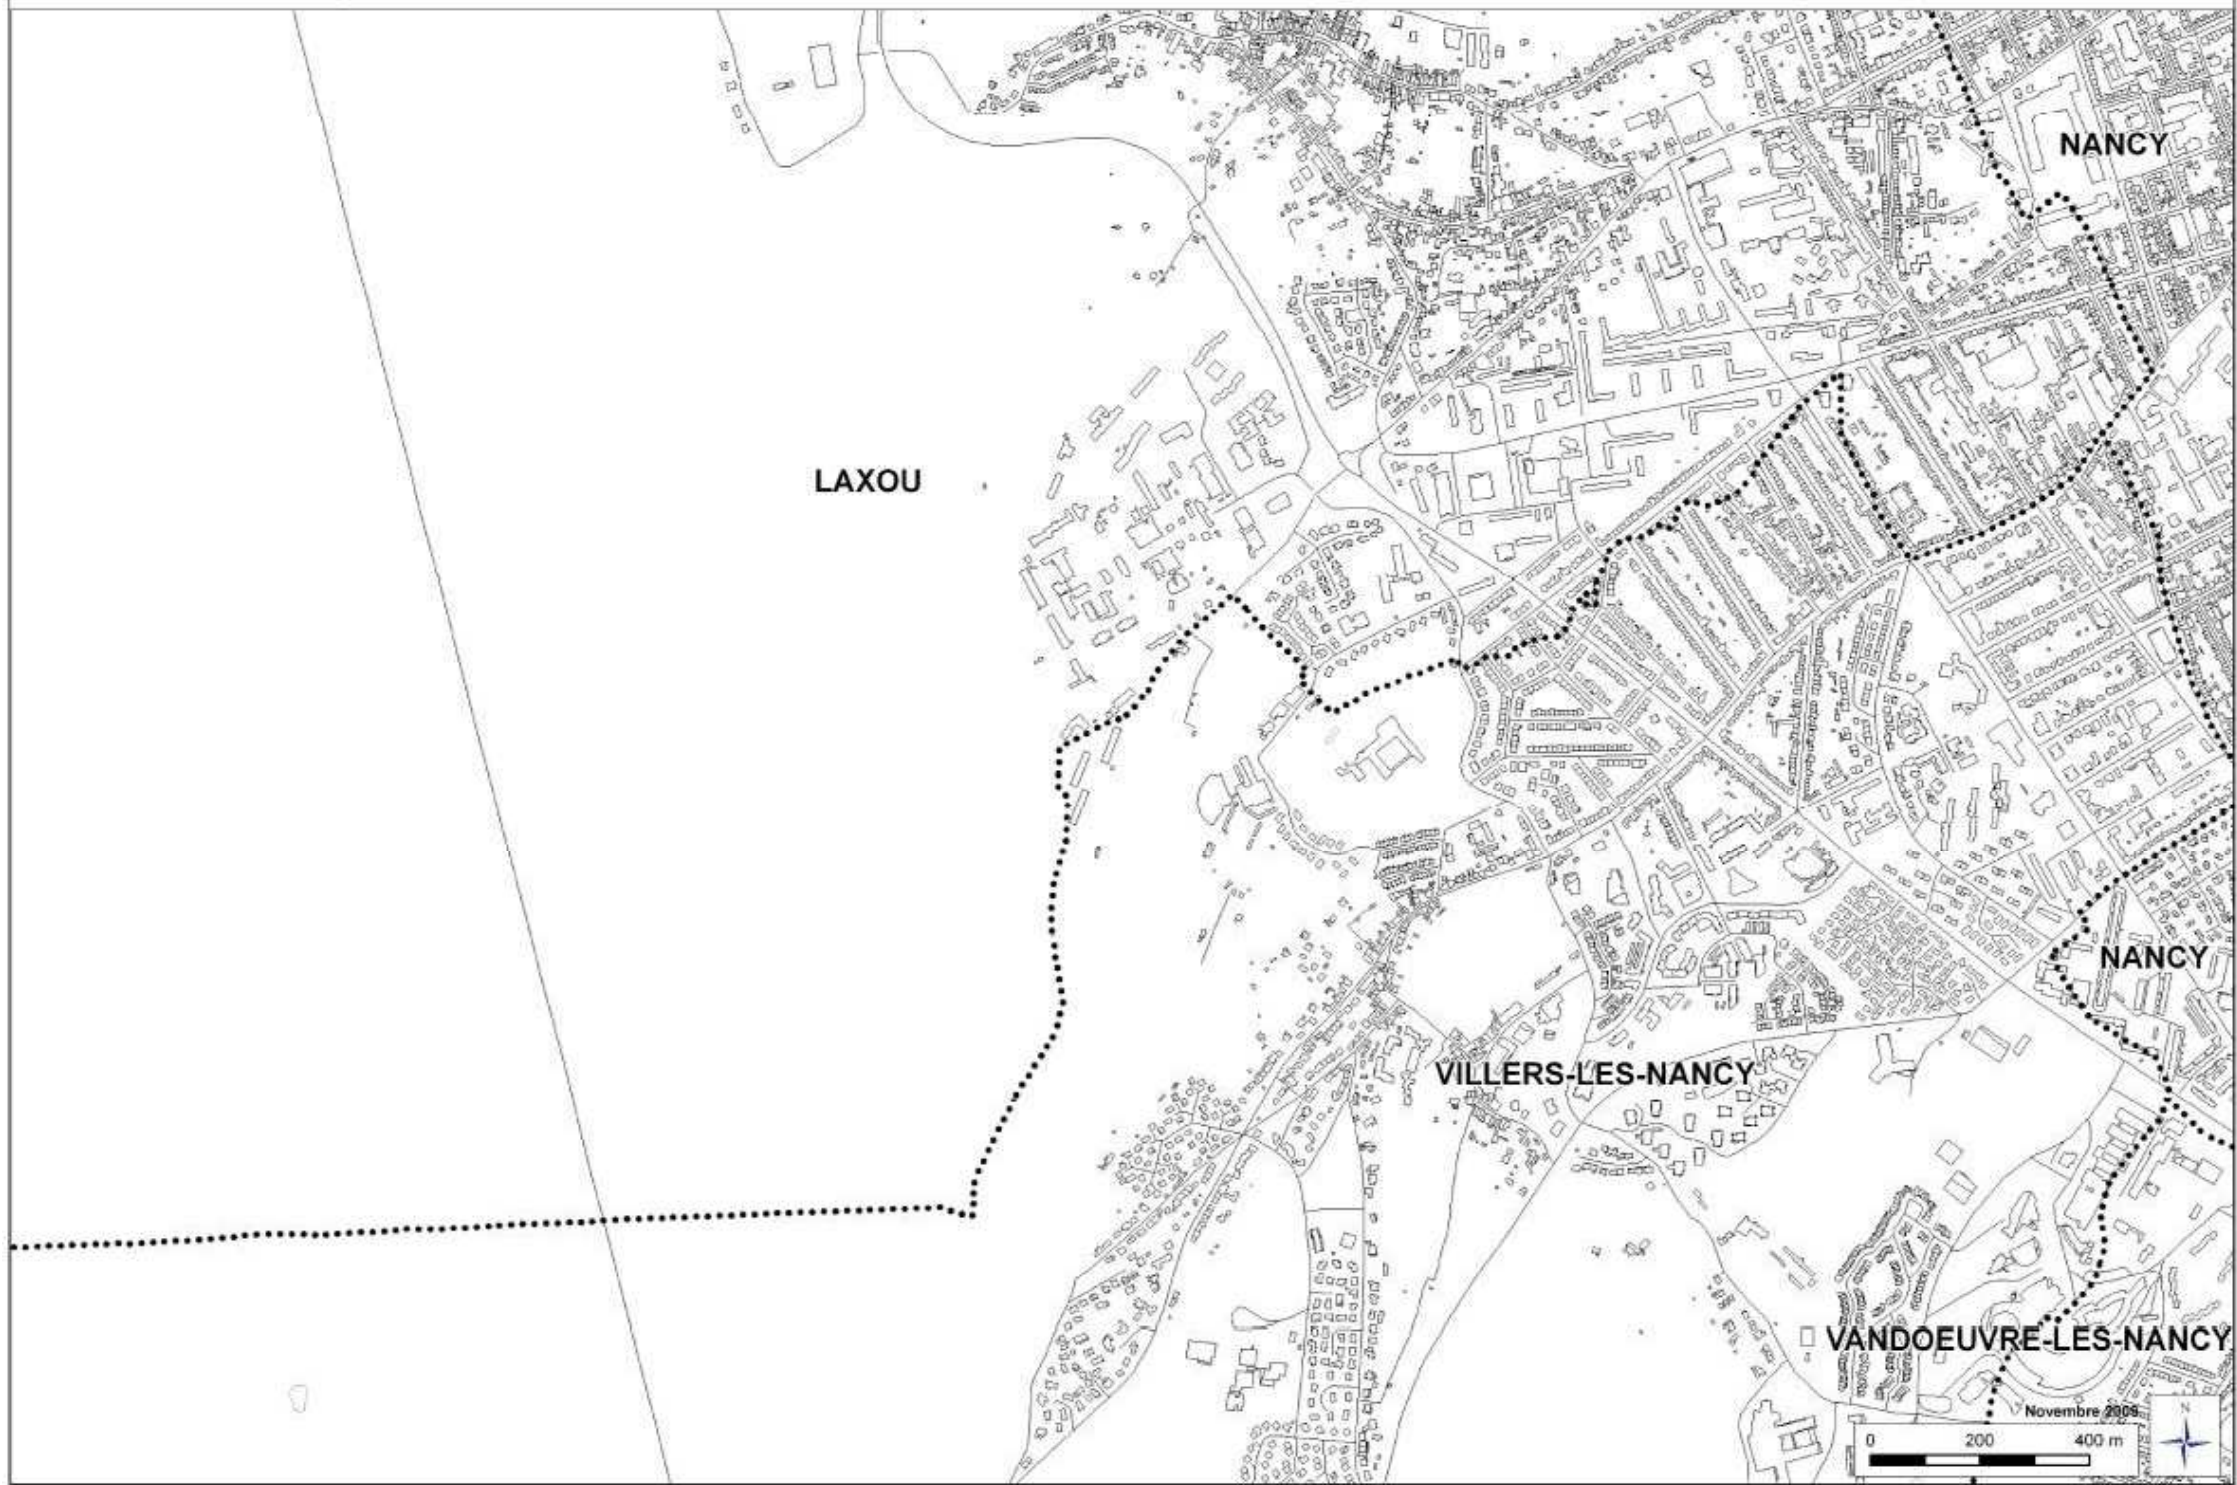 NANCY
LAXOU
NANCY
VILLERS-LES-NANCY
VANDOEUVRE-LES-NANCY
Novembre 2009
N
0 200 400 m